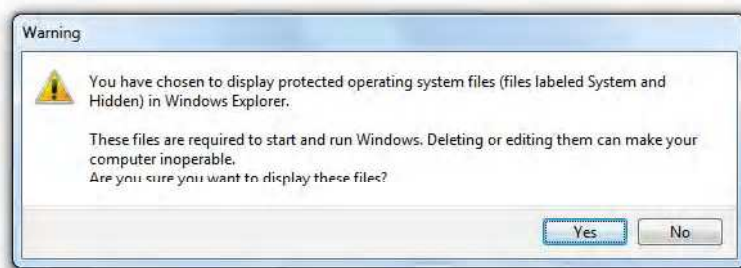 Warning
You have chosen to display protected operating system files (files labeled System and
Hidden) in Windows Explorer.
These files are required to start and run Windows. Deleting or editing them can make your
computer inoperable.
Are you sure you want to display these files?
Yes
No